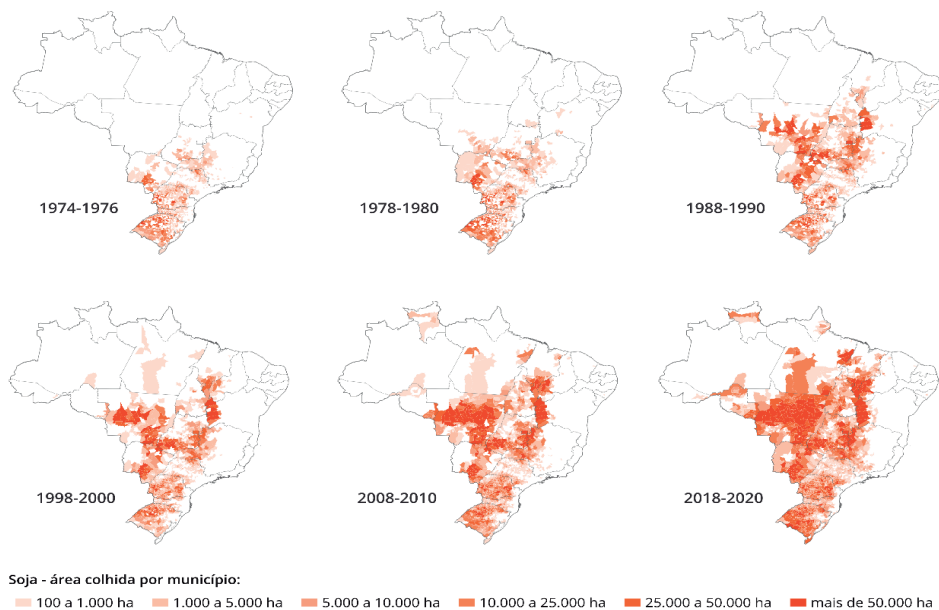 1974-1976
1978-1980
1988-1990
1998-2000
2008-2010
2018-2020
Soja - área colhida por município:
100 a 1.000 ha
1.000 a 5.000 ha
5.000 a 10.000 ha
10.000 a 25.000 ha
25.000 a 50.000 ha
mais de 50.000 ha